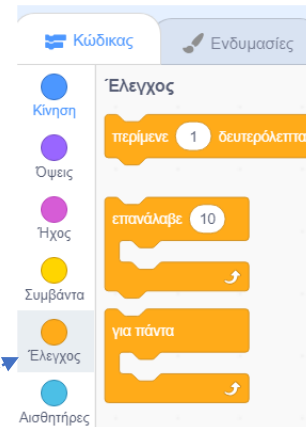 Κώδικας
Ενδυμασίες
Κίνηση
Όψεις
Ήχος
Συμβάντα
Έλεγχος
Αισθητήρες
Έλεγχος
περίμενε 1 δευτερόλεπτα
επανάλαβε 10
για πάντα